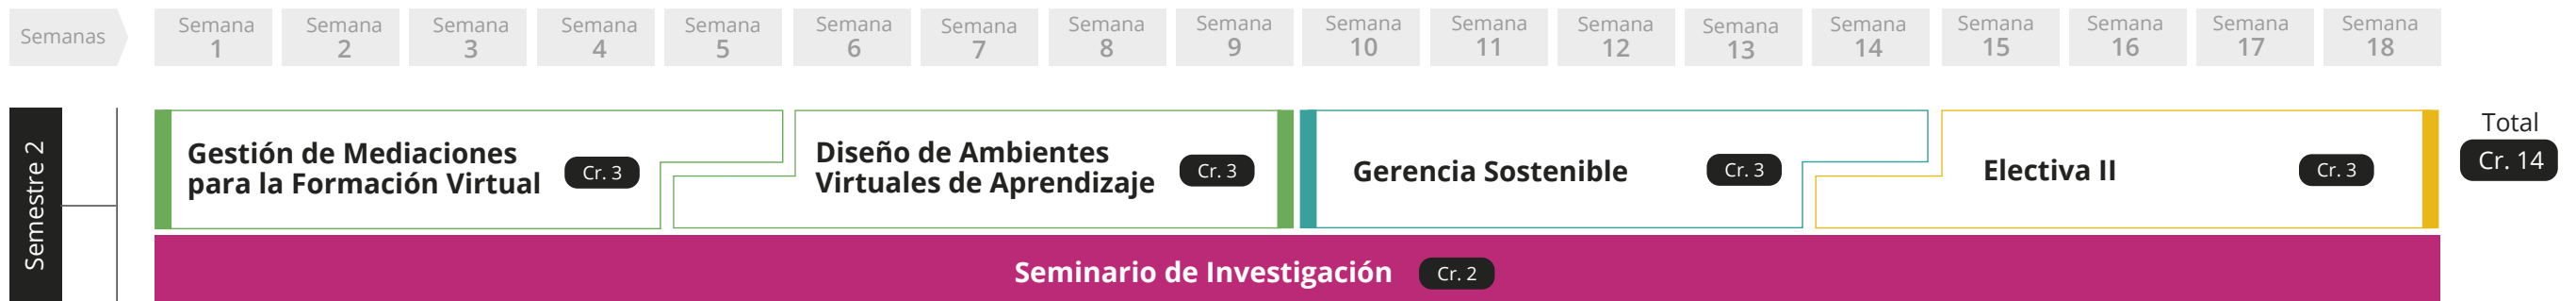 Semanas
Semana 1
Semana 2
Semana 3
Semana 4
Semana 5
Semana 6
Semana 7
Semana 8
Semana 9
Semana 10
Semana 11
Semana 12
Semana 13
Semana 14
Semana 15
Semana 16
Semana 17
Semana 18
Semestre 2
Gestión de Mediaciones
para la Formación Virtual
Cr. 3
Diseño de Ambientes
Virtuales de Aprendizaje
Cr. 3
Gerencia Sostenible
Cr. 3
Electiva II
Cr. 3
Total
Cr. 14
Seminario de Investigación
Cr. 2